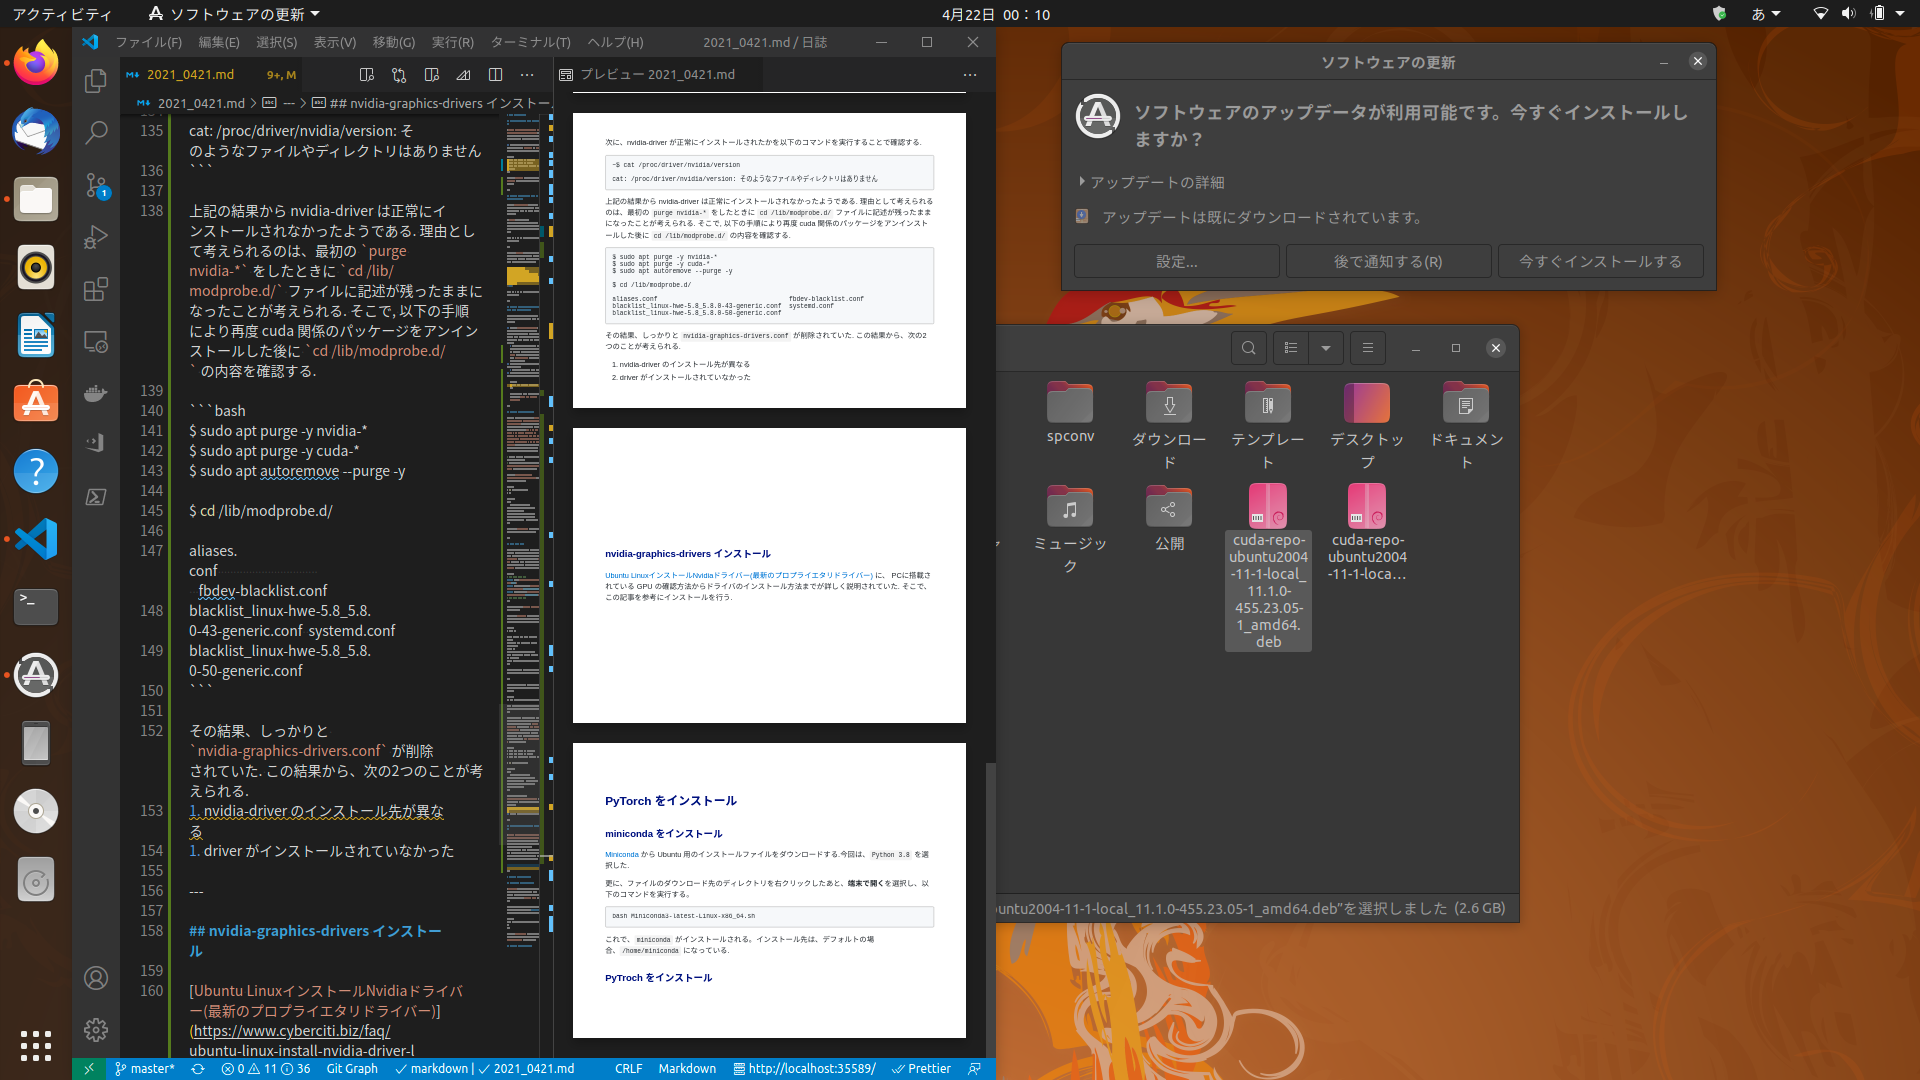 アクティビティ
ソフトウェアの更新
4月22日 00：10
あ
ファイル(F) 編集(E) 選択(S) 表示(V) 移動(G) 実行(R) ターミナル(T) ヘルプ(H)
2021_0421.md / 日誌
2021_0421.md 9+, M
プレビュー 2021_0421.md
2021_0421.md > --- > ## nvidia-graphics-drivers インストー…
135 cat: /proc/driver/nvidia/version: そ
のようなファイルやディレクトリはありません
136 ```
137
138 上記の結果から nvidia-driver は正常にイ
ンストールされなかったようである. 理由とし
て考えられるのは、最初の `purge
nvidia-*` をしたときに `cd /lib/
modprobe.d/` ファイルに記述が残ったままに
なったことが考えられる. そこで, 以下の手順
により再度 cuda 関係のパッケージをアンイン
ストールした後に `cd /lib/modprobe.d/
` の内容を確認する.
139
140 ```bash
141 $ sudo apt purge -y nvidia-*
142 $ sudo apt purge -y cuda-*
143 $ sudo apt autoremove --purge -y
144
145 $ cd /lib/modprobe.d/
146
147 aliases.
conf
fbdev-blacklist.conf
148 blacklist_linux-hwe-5.8_5.8.
0-43-generic.conf systemd.conf
149 blacklist_linux-hwe-5.8_5.8.
0-50-generic.conf
150 ```
151
152 その結果、しっかりと
`nvidia-graphics-drivers.conf` が削除
されていた. この結果から、次の2つのことが考
えられる.
153 1. nvidia-driver のインストール先が異な
る
154 1. driver がインストールされていなかった
155
156 ---
157
158 ## nvidia-graphics-drivers インストー
ル
159
160 [Ubuntu LinuxインストールNvidiaドライバ
ー(最新のプロプライエタリドライバー)]
(https://www.cyberciti.biz/faq/
ubuntu-linux-install-nvidia-driver-l
次に、nvidia-driver が正常にインストールされたかを以下のコマンドを実行することで確認する.
~$ cat /proc/driver/nvidia/version
cat: /proc/driver/nvidia/version: そのようなファイルやディレクトリはありません
上記の結果から nvidia-driver は正常にインストールされなかったようである. 理由として考えられる
のは、最初の purge nvidia-* をしたときに cd /lib/modprobe.d/ ファイルに記述が残ったまま
になったことが考えられる. そこで, 以下の手順により再度 cuda 関係のパッケージをアンインスト
ールした後に cd /lib/modprobe.d/ の内容を確認する.
$ sudo apt purge -y nvidia-*
$ sudo apt purge -y cuda-*
$ sudo apt autoremove --purge -y
$ cd /lib/modprobe.d/
aliases.conf fbdev-blacklist.conf
blacklist_linux-hwe-5.8_5.8.0-43-generic.conf systemd.conf
blacklist_linux-hwe-5.8_5.8.0-50-generic.conf
その結果、しっかりと nvidia-graphics-drivers.conf が削除されていた. この結果から、次の2
つのことが考えられる.
1. nvidia-driver のインストール先が異なる
2. driver がインストールされていなかった
nvidia-graphics-drivers インストール
Ubuntu LinuxインストールNvidiaドライバー(最新のプロプライエタリドライバー) に、 PCに搭載さ
れている GPU の確認方法からドライバのインストール方法までが詳しく説明されていた. そこで、
この記事を参考にインストールを行う.
PyTorch をインストール
miniconda をインストール
Miniconda から Ubuntu 用のインストールファイルをダウンロードする.今回は、 Python 3.8 を選
択した.
更に、ファイルのダウンロード先のディレクトリを右クリックしたあと、端末で開くを選択し、以
下のコマンドを実行する。
bash Miniconda3-latest-Linux-x86_64.sh
これで、miniconda がインストールされる。インストール先は、デフォルトの場
合、/home/miniconda になっている.
PyTroch をインストール
1
master* 0 11 36 Git Graph markdown | 2021_0421.md CRLF Markdown http://localhost:35589/ Prettier
ソフトウェアの更新
ソフトウェアのアップデータが利用可能です。今すぐインストールし
ますか？
アップデートの詳細
アップデートは既にダウンロードされています。
設定...
後で通知する(R)
今すぐインストールする
spconv
ダウンロー
ド
テンプレー
ト
デスクトッ
プ
ドキュメン
ト
ミュージッ
ク
公開
cuda-repo-
ubuntu2004
-11-1-local_
11.1.0-
455.23.05-
1_amd64.
deb
cuda-repo-
ubuntu2004
-11-1-loca…
untu2004-11-1-local_11.1.0-455.23.05-1_amd64.deb"を選択しました (2.6 GB)